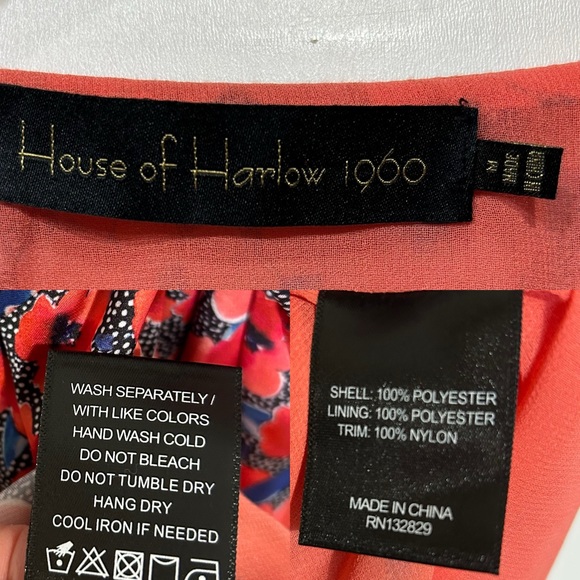 House of Harlow 1960
M
MADE
IN CHINA
WASH SEPARATELY /
WITH LIKE COLORS
HAND WASH COLD
DO NOT BLEACH
DO NOT TUMBLE DRY
HANG DRY
COOL IRON IF NEEDED
SHELL: 100% POLYESTER
LINING: 100% POLYESTER
TRIM: 100% NYLON
MADE IN CHINA
RN132829